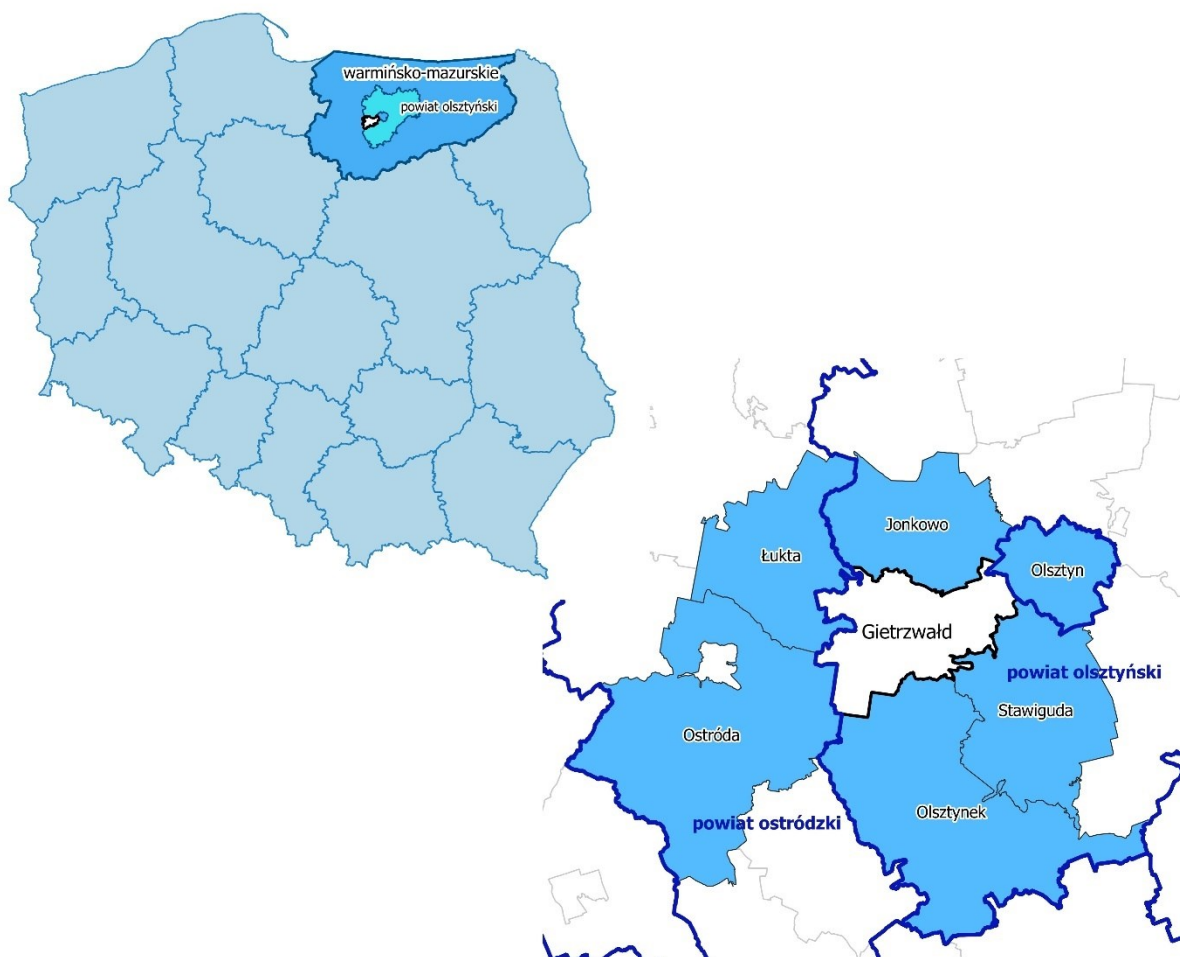 warmińsko-mazurskie
powiat olsztyński
Jonkowo
Łukta
Olsztyn
Gietrzwałd
powiat olsztyński
Stawiguda
Ostróda
Olsztynek
powiat ostródzki